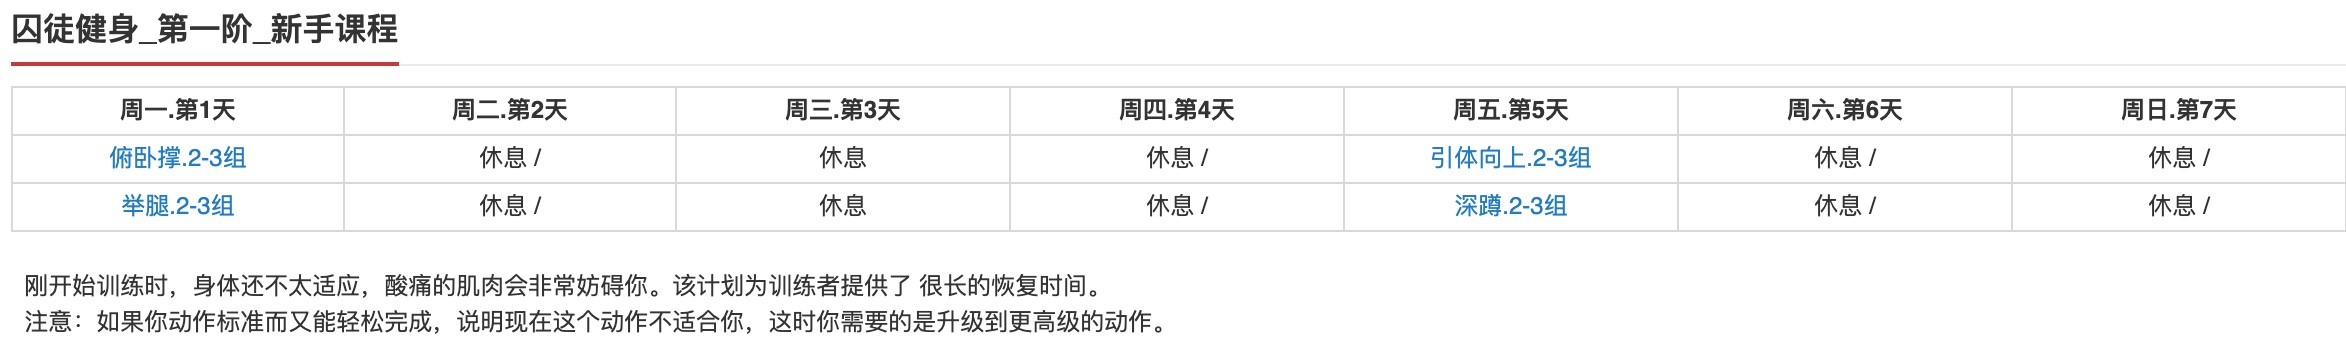 囚徒健身_第一阶_新手课程
周一.第1天 周二.第2天 周三.第3天 周四.第4天 周五.第5天 周六.第6天 周日.第7天
俯卧撑.2-3组 休息 / 休息 休息 / 引体向上.2-3组 休息 / 休息 /
举腿.2-3组 休息 / 休息 休息 / 深蹲.2-3组 休息 / 休息 /
刚开始训练时，身体还不太适应，酸痛的肌肉会非常妨碍你。该计划为训练者提供了 很长的恢复时间。
注意：如果你动作标准而又能轻松完成，说明现在这个动作不适合你，这时你需要的是升级到更高级的动作。